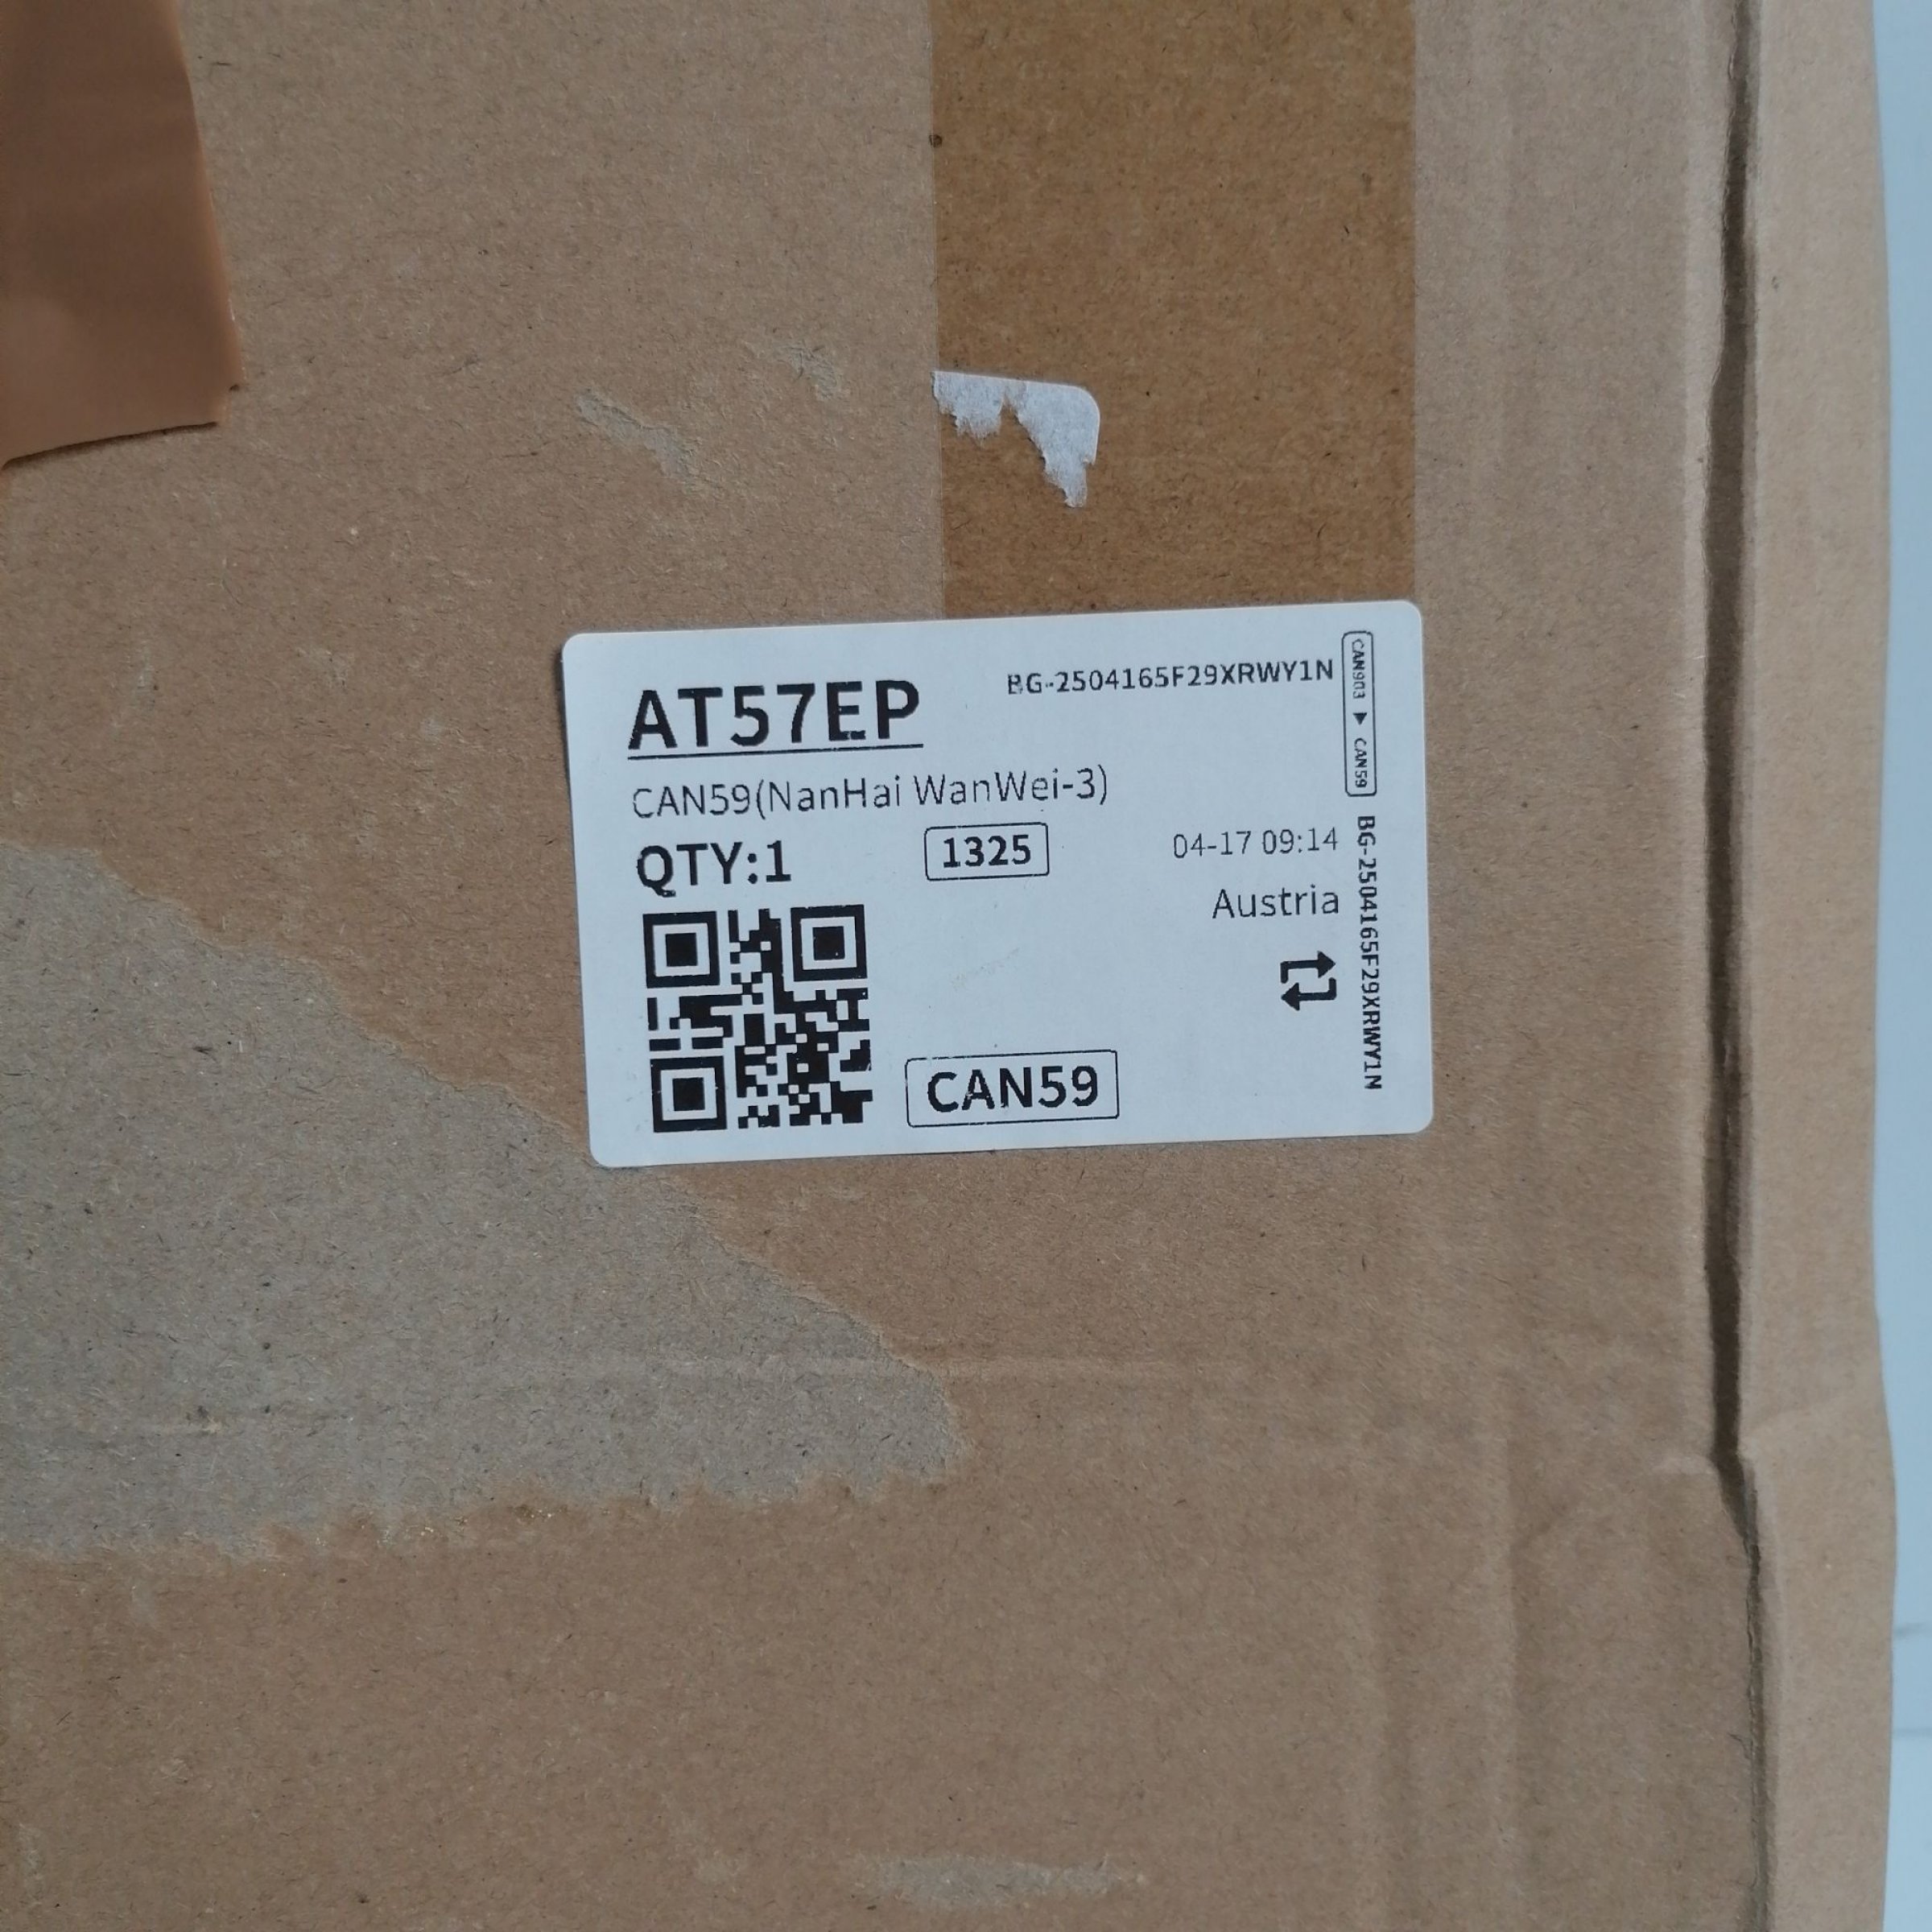 AT57EP
BG-2504165F29XRWY1N
CAN903 ▶ CAN59
CAN59(NanHai WanWei-3)
QTY:1
1325
04-17 09:14
Austria
BG-2504165F29XRWY1N
CAN59